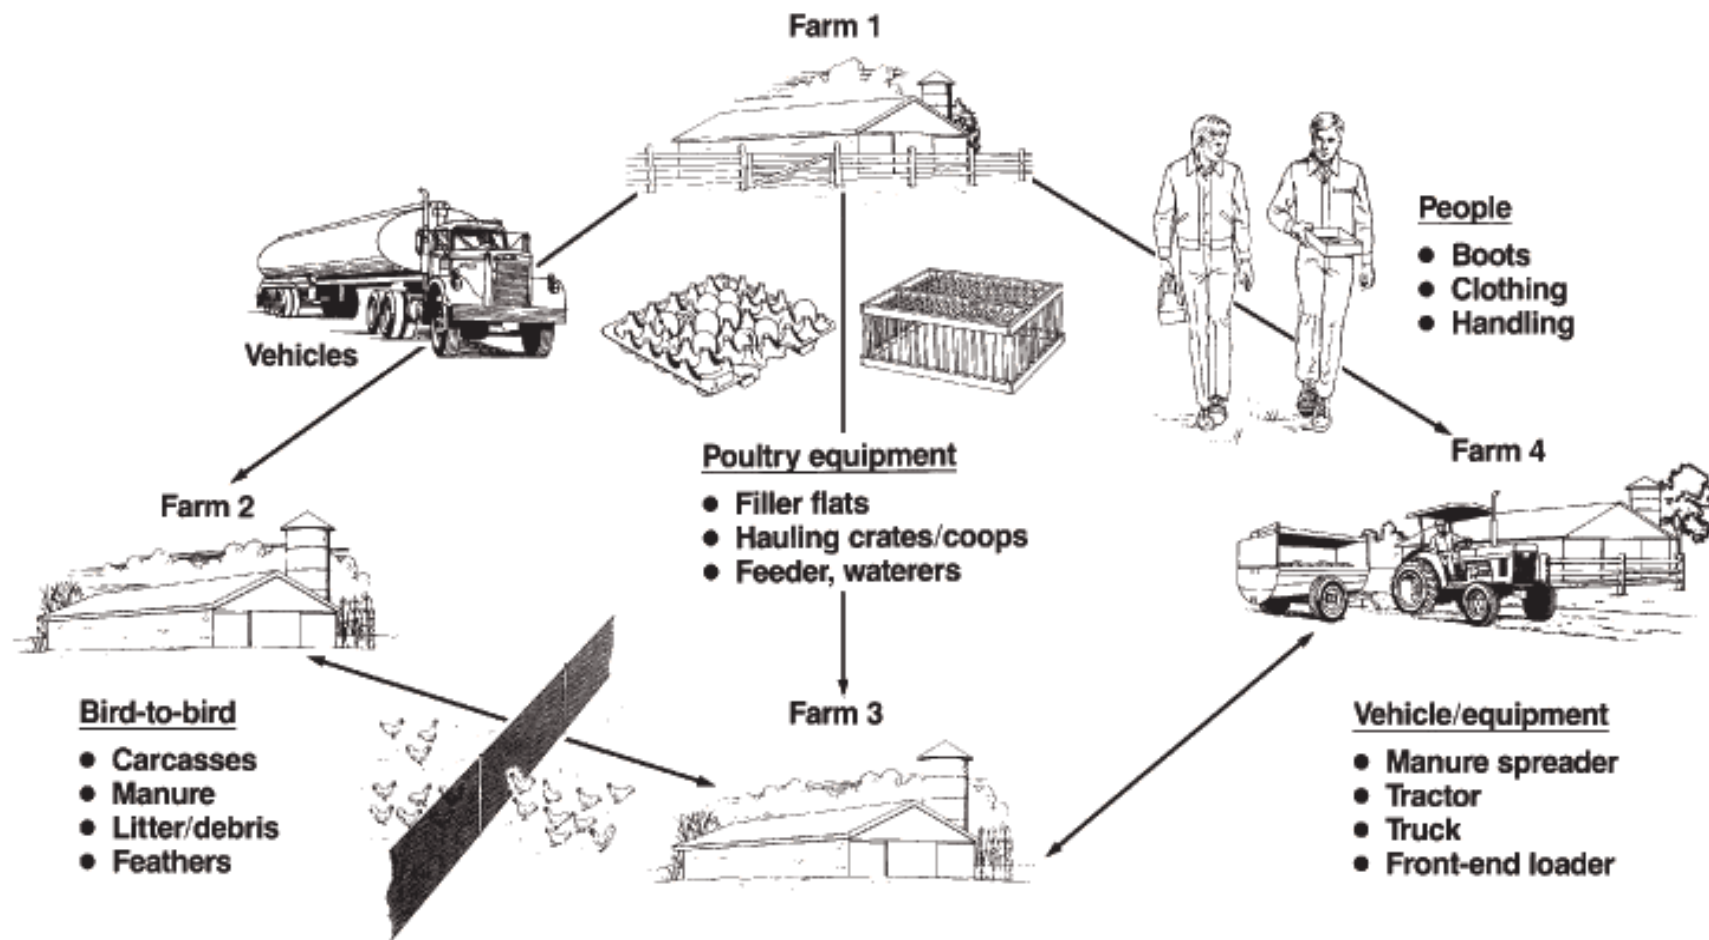 Farm 1
People
● Boots
● Clothing
● Handling
Vehicles
Poultry equipment
● Filler flats
● Hauling crates/coops
● Feeder, waterers
Farm 4
Farm 2
Bird-to-bird
● Carcasses
● Manure
● Litter/debris
● Feathers
Farm 3
Vehicle/equipment
● Manure spreader
● Tractor
● Truck
● Front-end loader